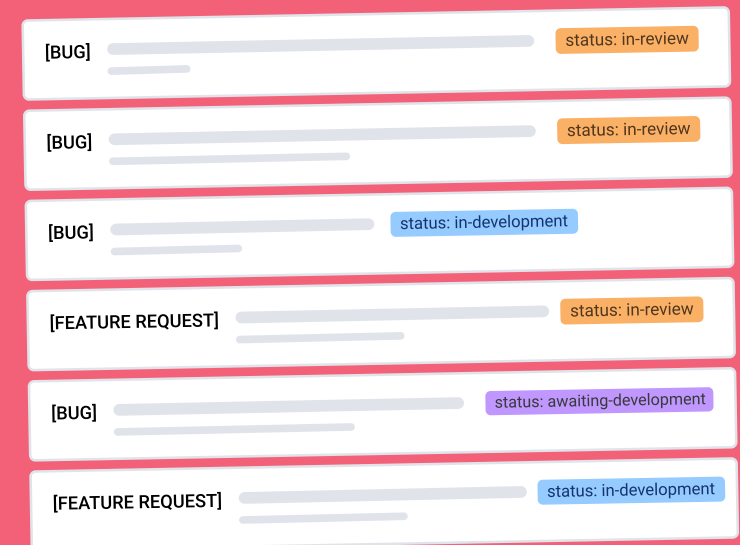 [BUG] status: in-review
[BUG] status: in-review
[BUG] status: in-development
[FEATURE REQUEST] status: in-review
[BUG] status: awaiting-development
[FEATURE REQUEST] status: in-development